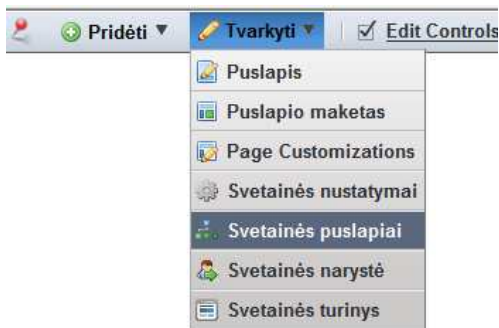 Pridėti Tvarkyti Edit Controls
Puslapis
Puslapio maketas
Page Customizations
Svetainės nustatymai
Svetainės puslapiai
Svetainės narystė
Svetainės turinys